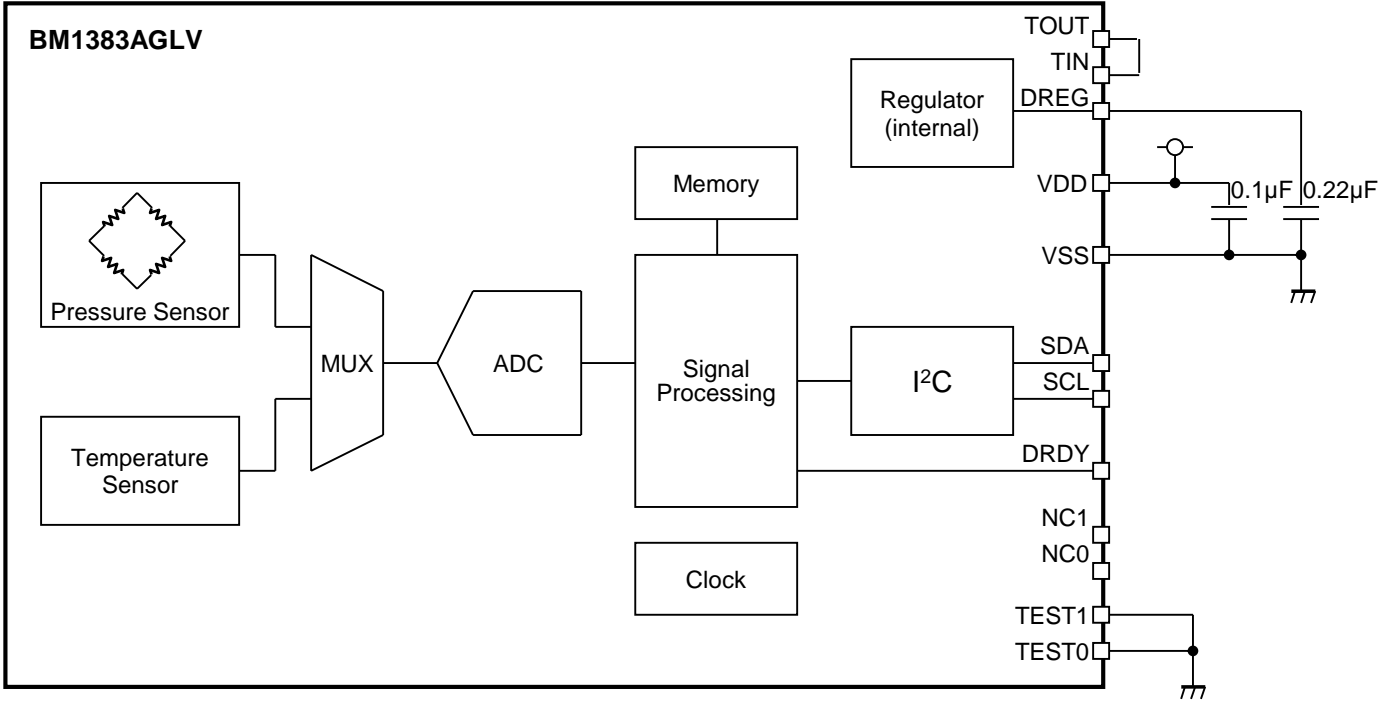 BM1383AGLV
TOUT
TIN
Regulator
(internal)
DREG
Memory
VDD
0.1µF
0.22µF
VSS
Pressure Sensor
MUX
ADC
Signal
Processing
I²C
SDA
SCL
Temperature
Sensor
DRDY
NC1
NC0
Clock
TEST1
TEST0